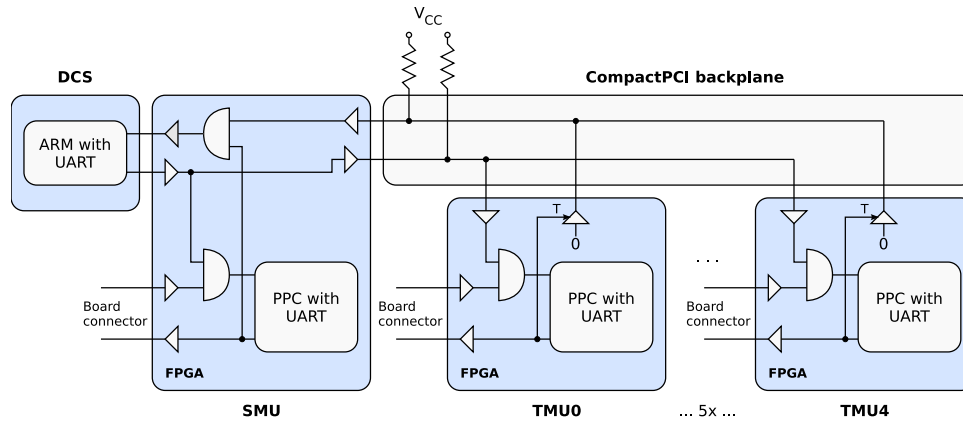 VCC
DCS
CompactPCI backplane
ARM with
UART
T
0
T
0
. . .
PPC with
UART
PPC with
UART
PPC with
UART
Board
connector
Board
connector
Board
connector
FPGA
FPGA
FPGA
SMU
TMU0
... 5x ...
TMU4